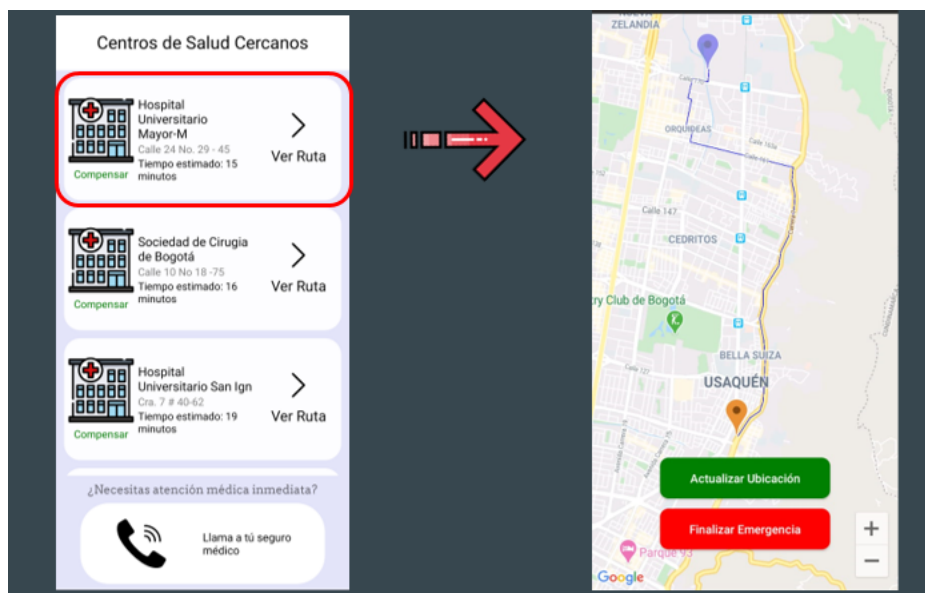 Centros de Salud Cercanos
Hospital
Universitario
Mayor-M
Calle 24 No. 29 - 45
Tiempo estimado: 15
minutos
Compensar
Ver Ruta
Sociedad de Cirugia
de Bogotá
Calle 10 No 18 -75
Tiempo estimado: 16
minutos
Compensar
Ver Ruta
Hospital
Universitario San Ign
Cra. 7 # 40-62
Tiempo estimado: 19
minutos
Compensar
Ver Ruta
¿Necesitas atención médica inmediata?
Llama a tú seguro
médico
ZELANDIA
ORQUIDEAS
Calle 147
CEDRITOS
Country Club de Bogotá
BELLA SUIZA
Calle 127
USAQUÉN
Actualizar Ubicación
Finalizar Emergencia
+
Parque 93
−
Google